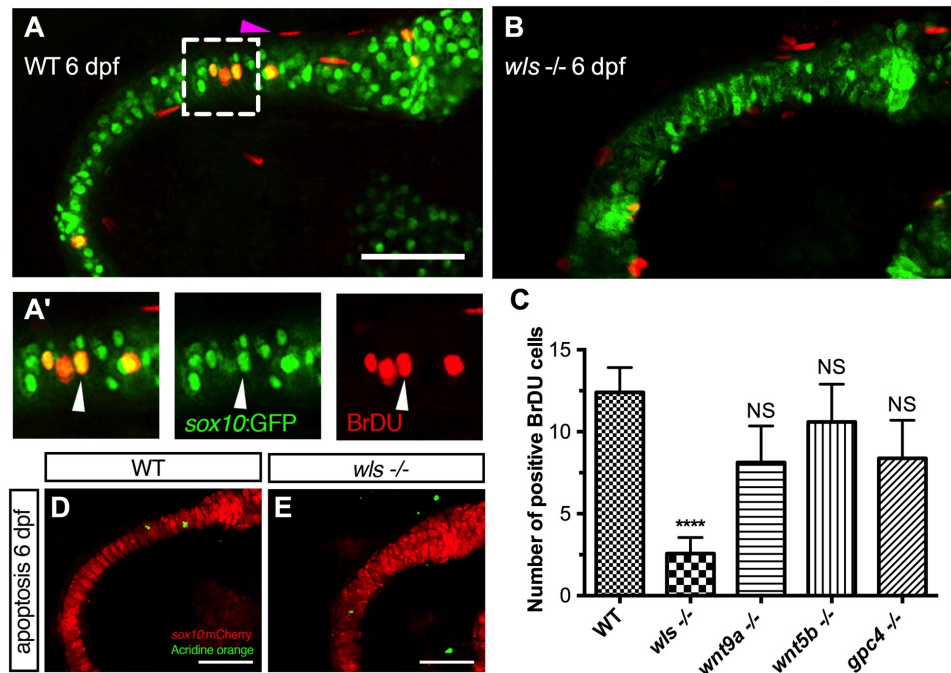 A
WT 6 dpf
B
wls -/- 6 dpf
A'
sox10:GFP
BrDU
C
Number of positive BrDU cells
15
10
5
0
NS
NS
NS
****
WT
wls -/-
wnt9a -/-
wnt5b -/-
gpc4 -/-
WT
wls -/-
apoptosis 6 dpf
D
sox10:mCherry
Acridine orange
E